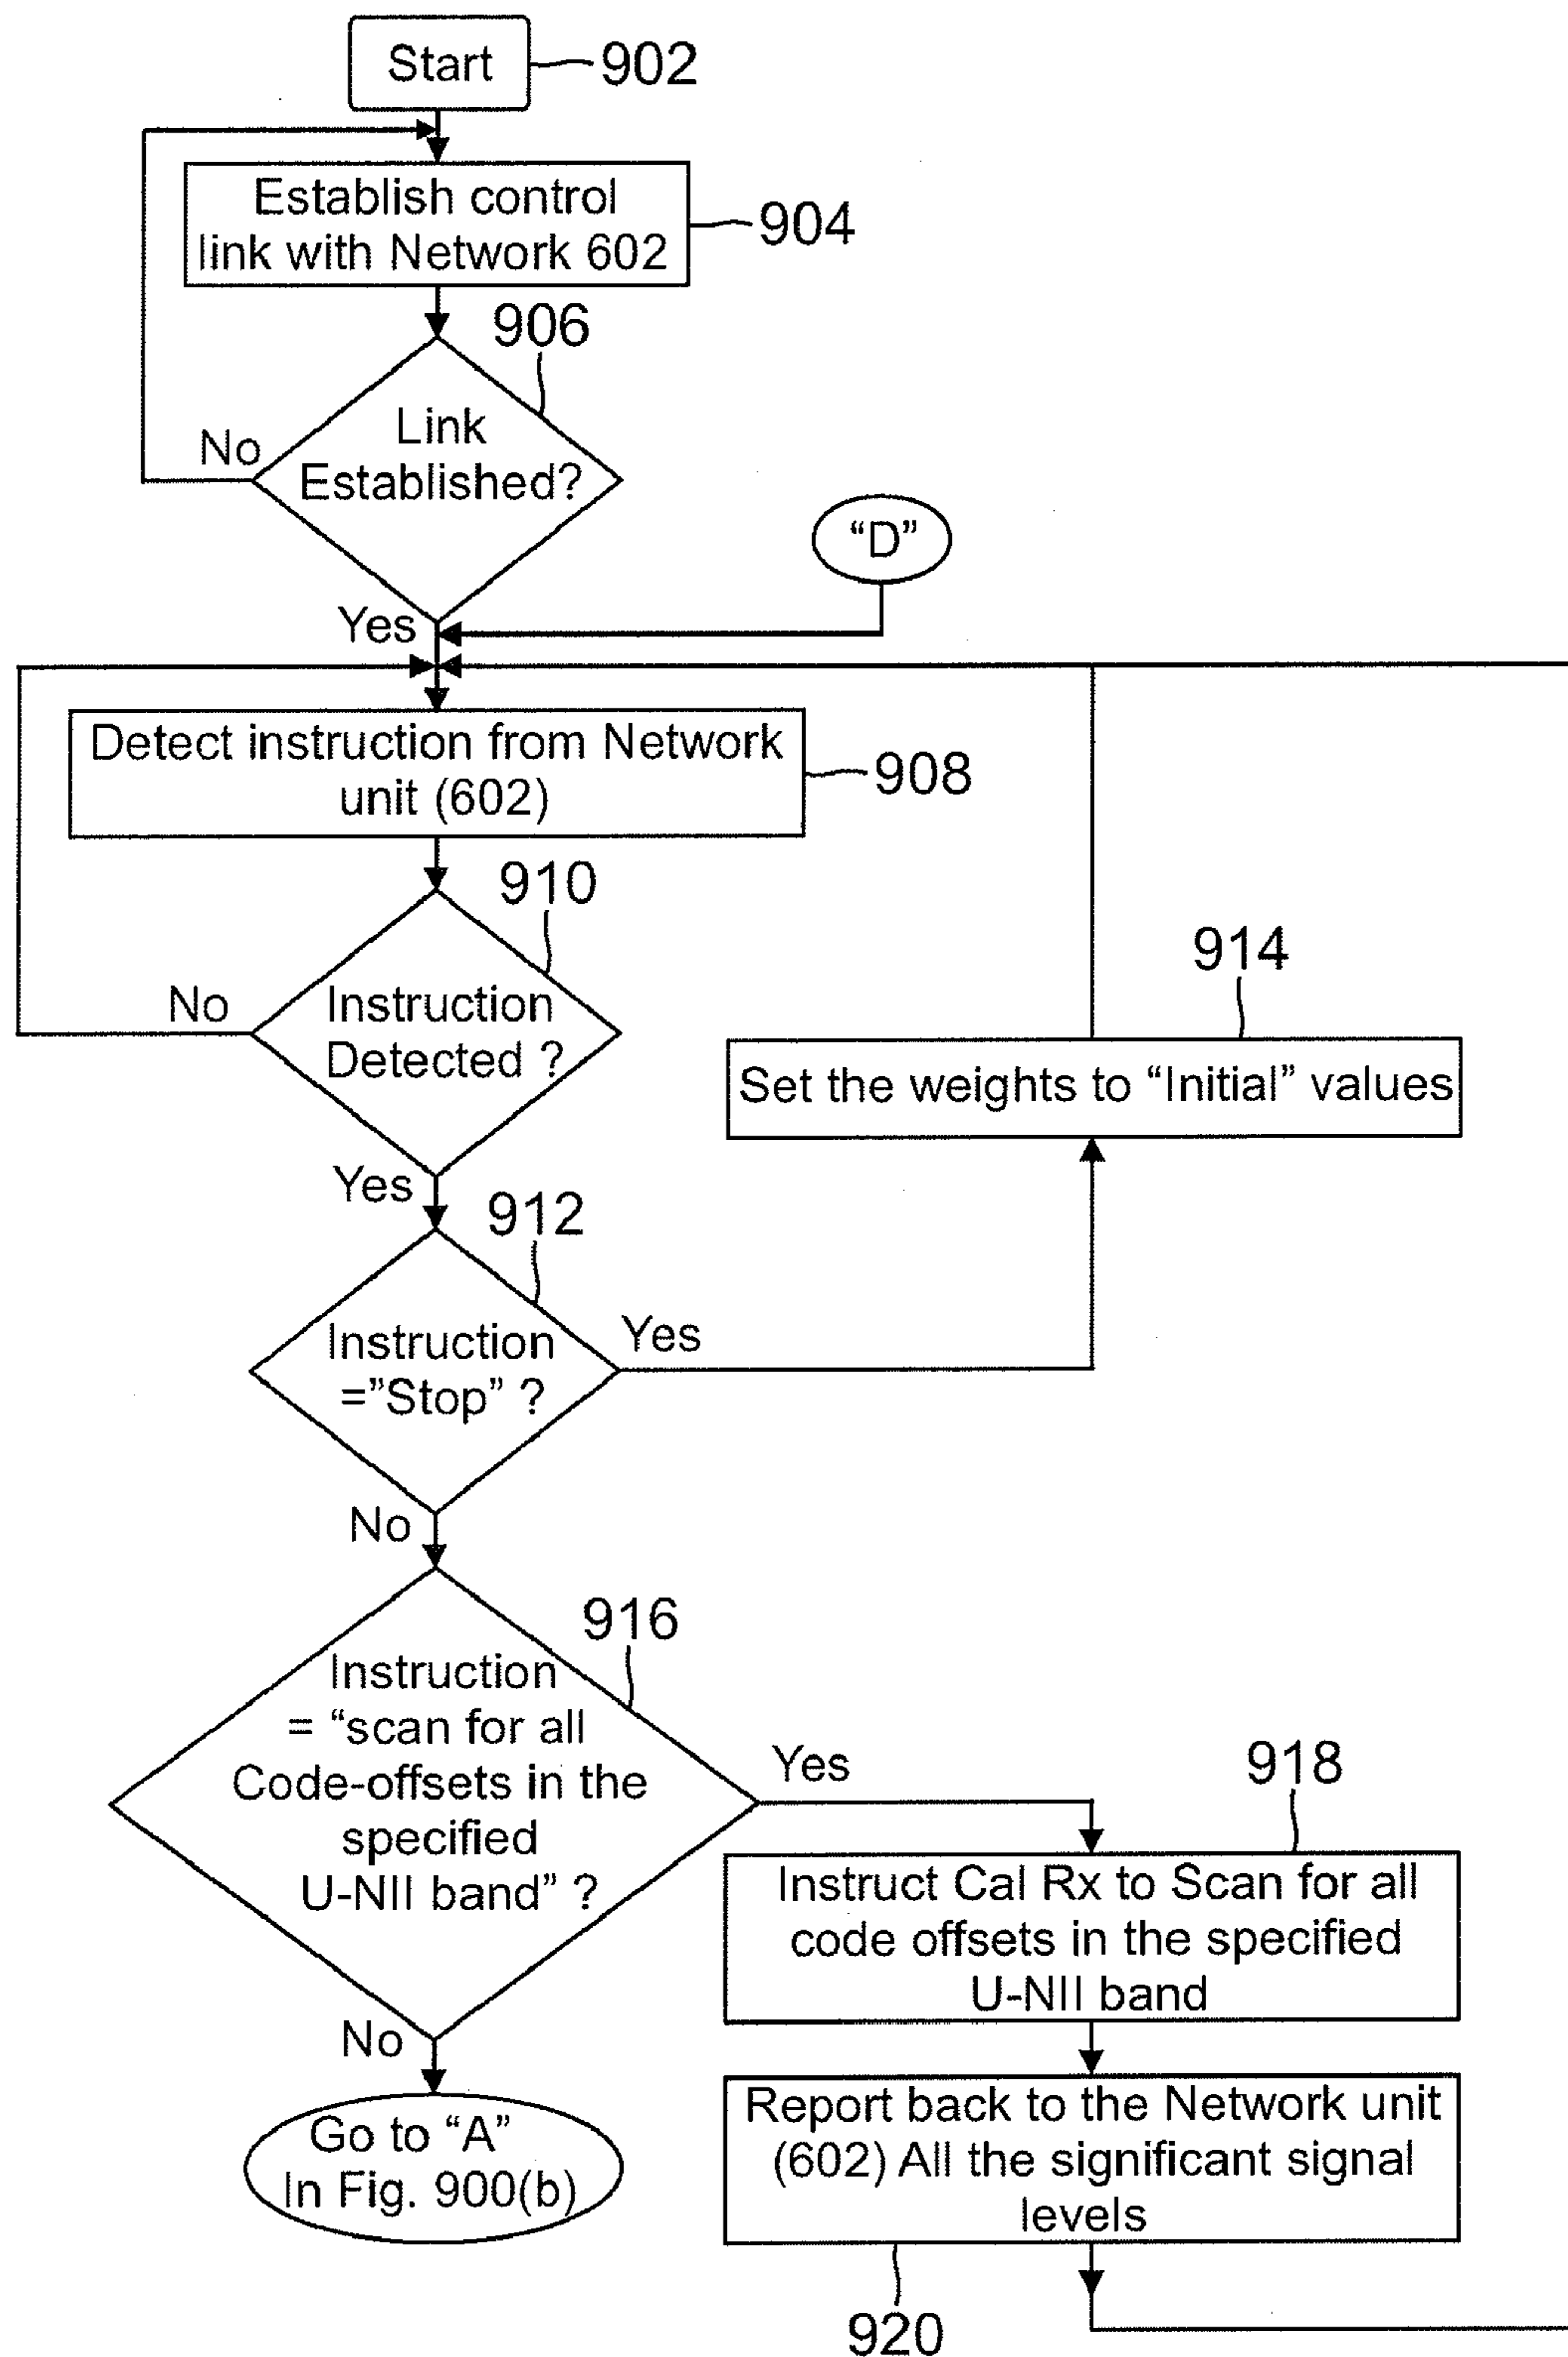 Start
902
Establish control
link with Network 602
904
906
Link
Established?
No
"D"
Yes
Detect instruction from Network
unit (602)
908
910
Instruction
Detected ?
No
914
Set the weights to “Initial” values
Yes
912
Instruction
=”Stop” ?
Yes
No
916
Instruction
= “scan for all
Code-offsets in the
specified
U-NII band” ?
Yes
918
Instruct Cal Rx to Scan for all
code offsets in the specified
U-NII band
No
Go to “A”
In Fig. 900(b)
Report back to the Network unit
(602) All the significant signal
levels
920